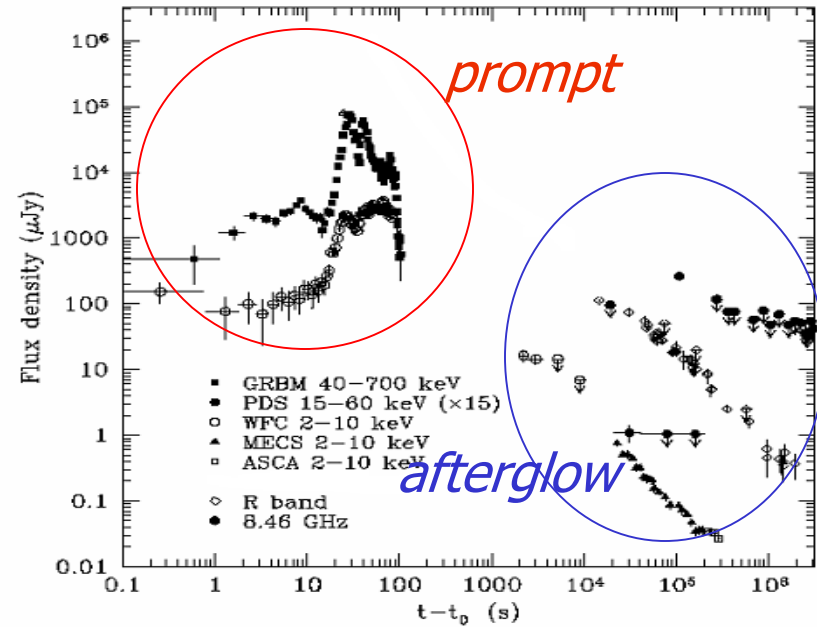 prompt
afterglow
Flux density (μJy)
10⁶
10⁵
10⁴
1000
100
10
1
0.1
0.01
GRBM 40−700 keV
PDS 15−60 keV (×15)
WFC 2−10 keV
MECS 2−10 keV
ASCA 2−10 keV
R band
8.46 GHz
0.1 1 10 100 1000 10⁴ 10⁵ 10⁶
t−t₀ (s)